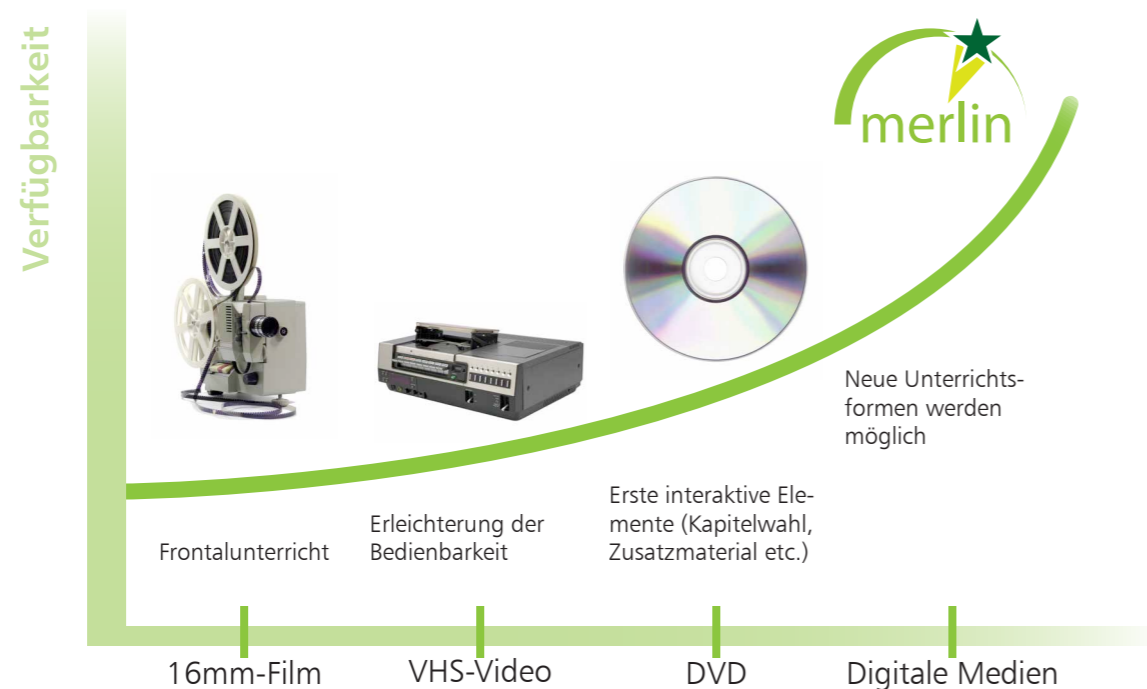 Verfügbarkeit
merlin
Neue Unterrichts-
formen werden
möglich
Erste interaktive Ele-
mente (Kapitelwahl,
Zusatzmaterial etc.)
Erleichterung der
Bedienbarkeit
Frontalunterricht
16mm-Film
VHS-Video
DVD
Digitale Medien